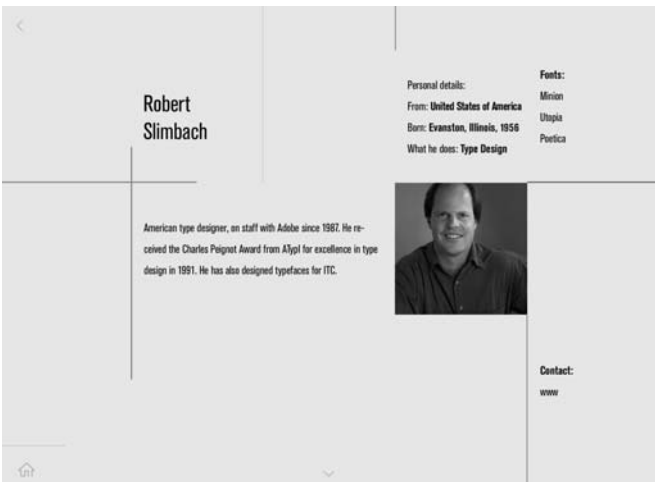 Robert
Slimbach
Personal details:
From: United States of America
Born: Evanston, Illinois, 1956
What he does: Type Design
Fonts:
Minion
Utopia
Poetica
American type designer, on staff with Adobe since 1987. He re-
ceived the Charles Peignot Award from ATypI for excellence in type
design in 1991. He has also designed typefaces for ITC.
Contact:
www